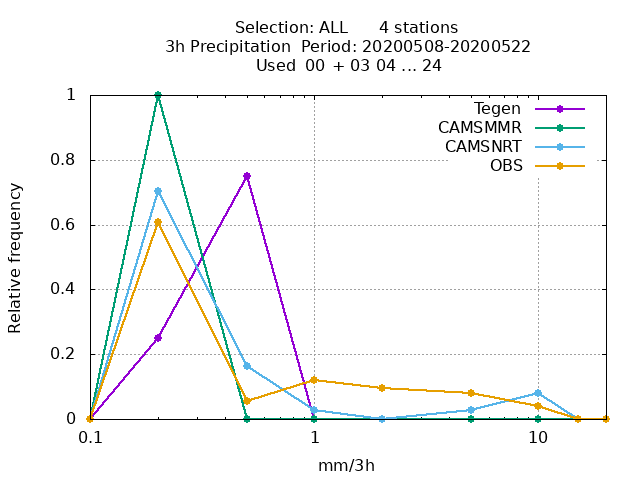 Selection: ALL 4 stations
3h Precipitation Period: 20200508-20200522
Used 00 + 03 04 ... 24
Tegen
CAMSMMR
CAMSNRT
OBS
1
0.8
0.6
0.4
0.2
0
Relative frequency
0.1 1 10
mm/3h